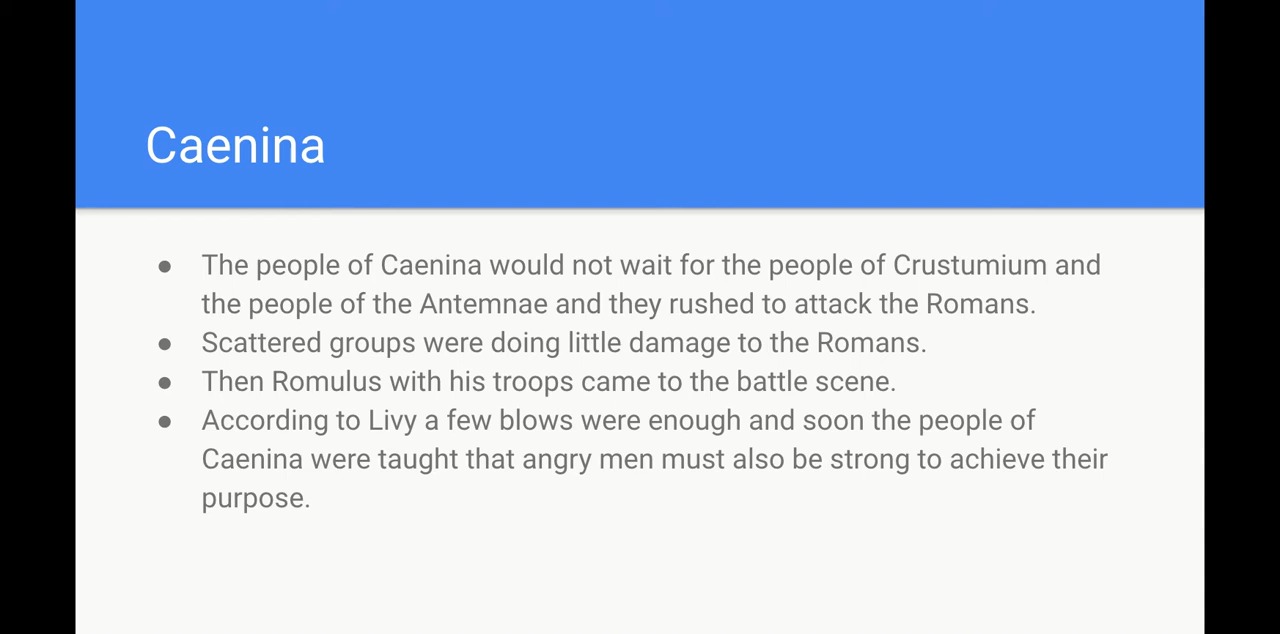 Caenina
● The people of Caenina would not wait for the people of Crustumium and
the people of the Antemnae and they rushed to attack the Romans.
● Scattered groups were doing little damage to the Romans.
● Then Romulus with his troops came to the battle scene.
● According to Livy a few blows were enough and soon the people of
Caenina were taught that angry men must also be strong to achieve their
purpose.